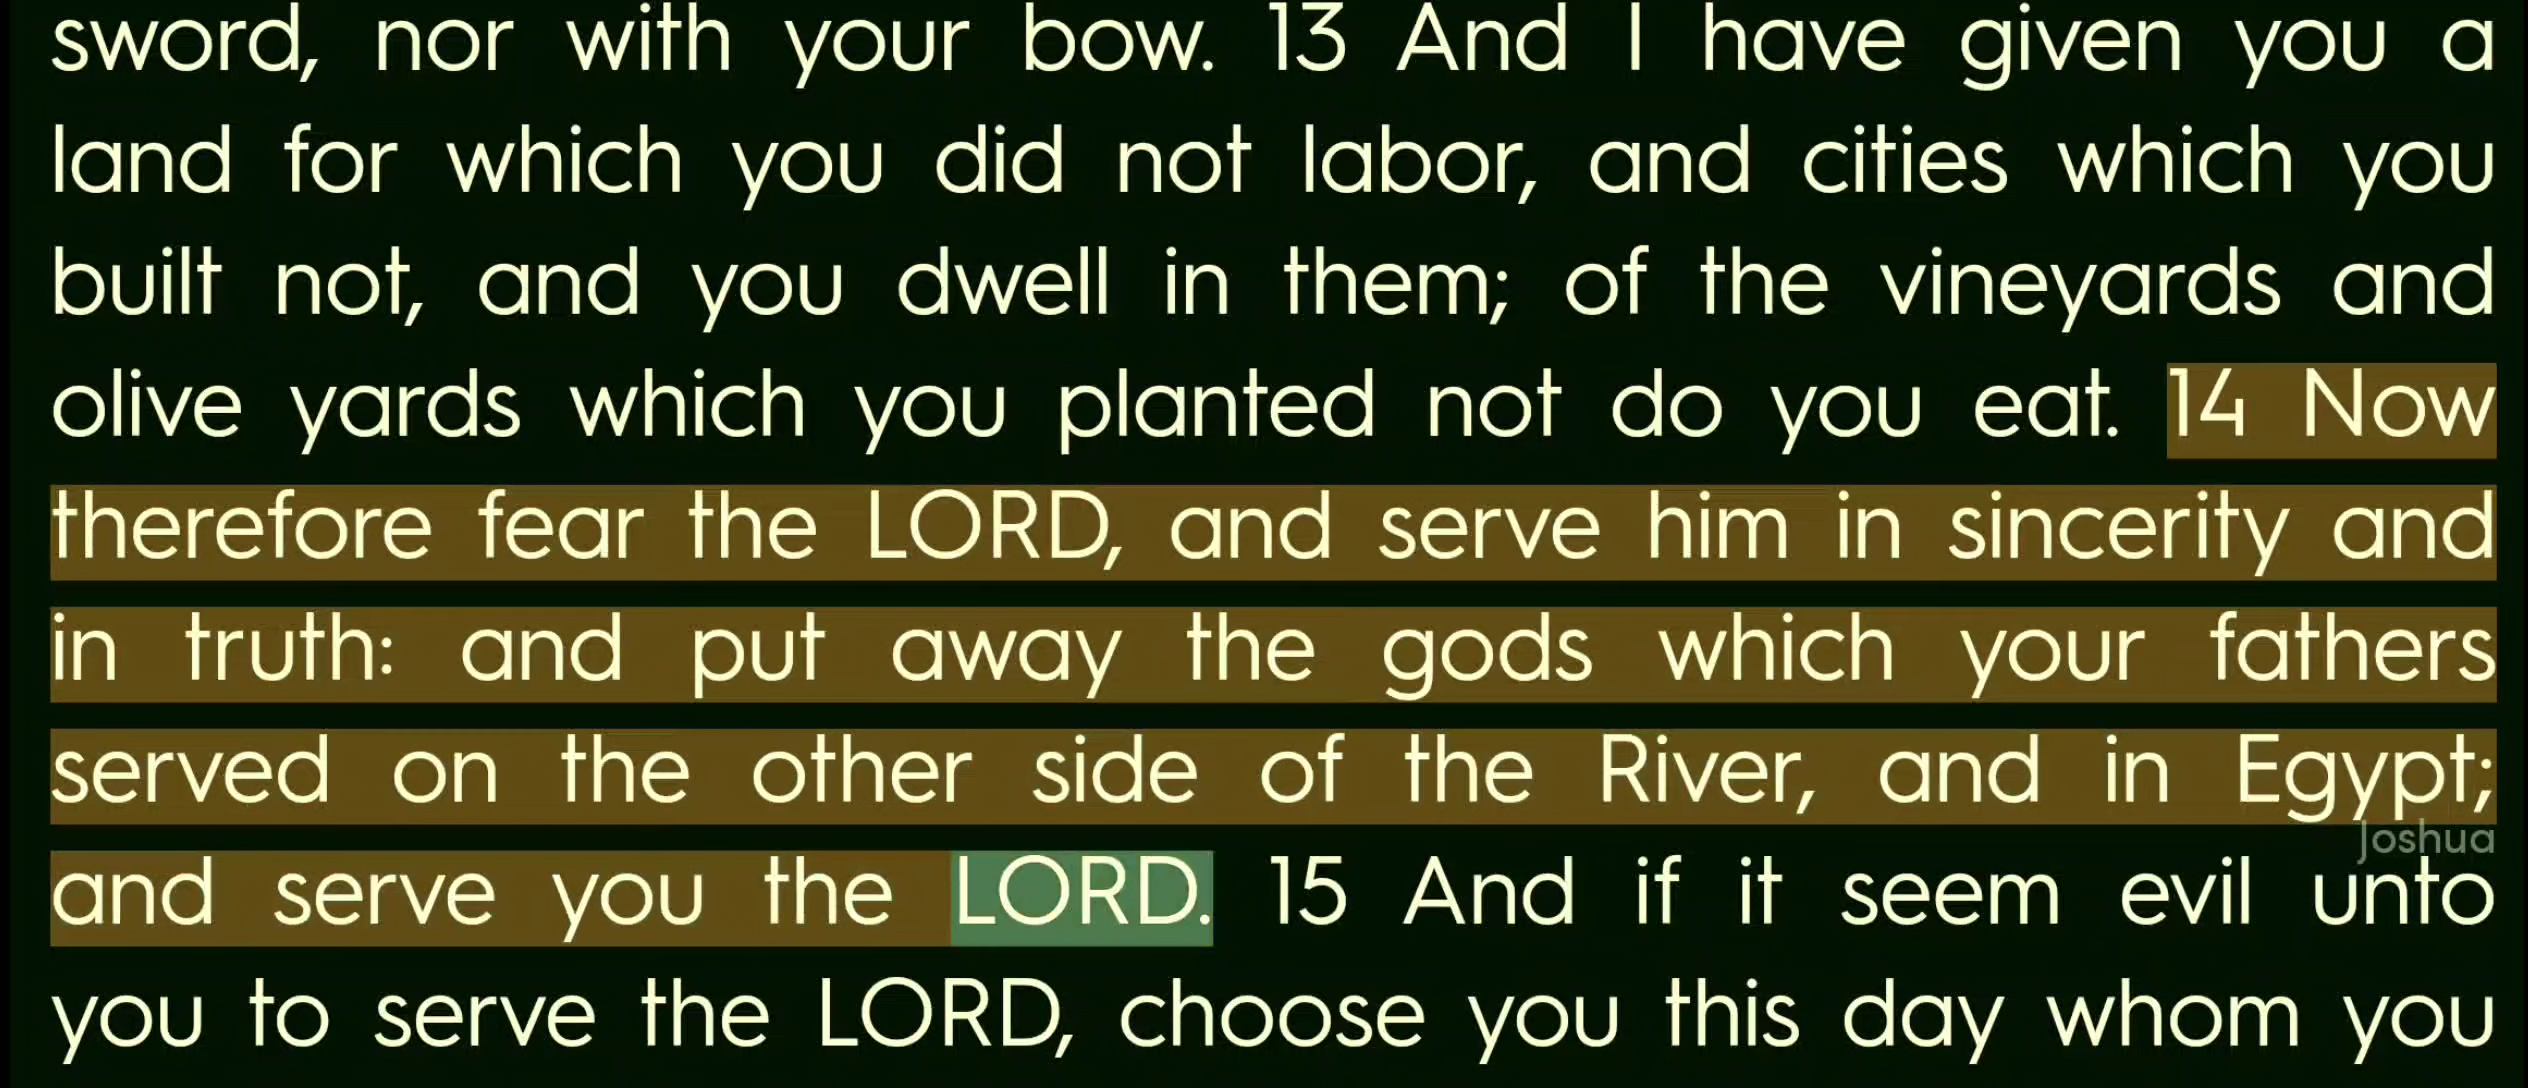 sword, nor with your bow. 13 And I have given you a
land for which you did not labor, and cities which you
built not, and you dwell in them; of the vineyards and
olive yards which you planted not do you eat. 14 Now
therefore fear the LORD, and serve him in sincerity and
in truth: and put away the gods which your fathers
served on the other side of the River, and in Egypt;
Joshua
and serve you the LORD. 15 And if it seem evil unto
you to serve the LORD, choose you this day whom you